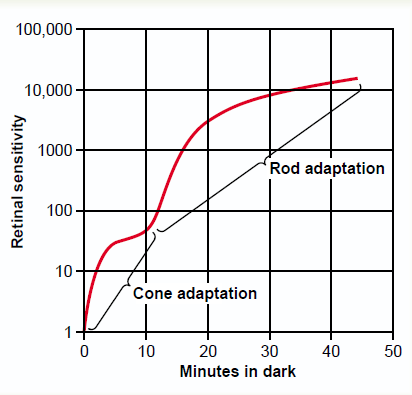 100,000
10,000
1000
100
10
1
Retinal sensitivity
Rod adaptation
Cone adaptation
0 10 20 30 40 50
Minutes in dark